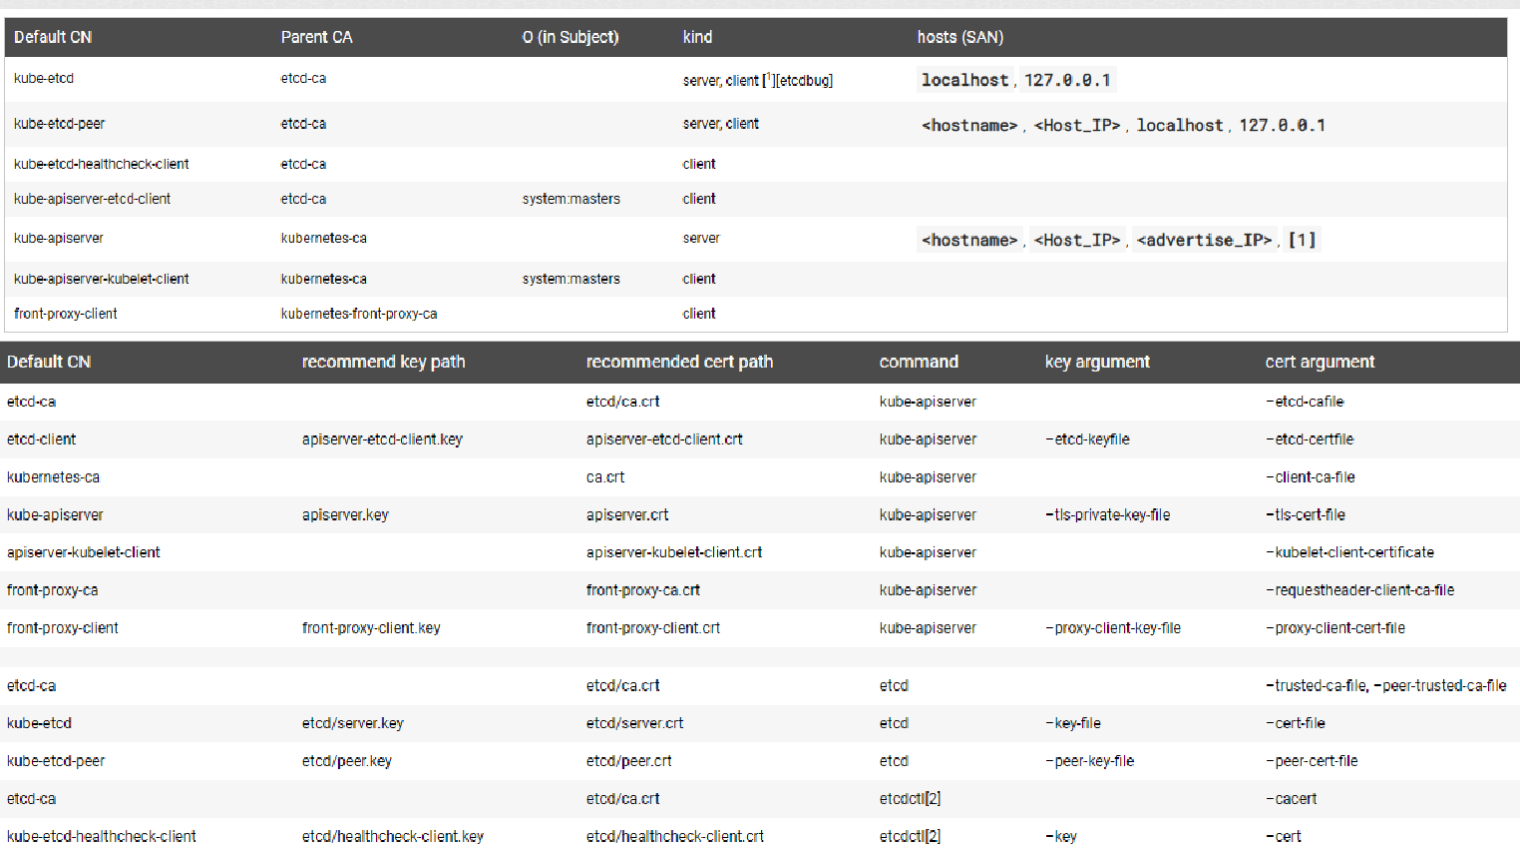 Default CN Parent CA O (in Subject) kind hosts (SAN)
kube-etcd etcd-ca server, client [1][etcdbug] localhost, 127.0.0.1
kube-etcd-peer etcd-ca server, client <hostname>, <Host_IP>, localhost, 127.0.0.1
kube-etcd-healthcheck-client etcd-ca client
kube-apiserver-etcd-client etcd-ca system:masters client
kube-apiserver kubernetes-ca server <hostname>, <Host_IP>, <advertise_IP>, [1]
kube-apiserver-kubelet-client kubernetes-ca system:masters client
front-proxy-client kubernetes-front-proxy-ca client
Default CN recommend key path recommended cert path command key argument cert argument
etcd-ca etcd/ca.crt kube-apiserver –etcd-cafile
etcd-client apiserver-etcd-client.key apiserver-etcd-client.crt kube-apiserver –etcd-keyfile –etcd-certfile
kubernetes-ca ca.crt kube-apiserver –client-ca-file
kube-apiserver apiserver.key apiserver.crt kube-apiserver –tls-private-key-file –tls-cert-file
apiserver-kubelet-client apiserver-kubelet-client.crt kube-apiserver –kubelet-client-certificate
front-proxy-ca front-proxy-ca.crt kube-apiserver –requestheader-client-ca-file
front-proxy-client front-proxy-client.key front-proxy-client.crt kube-apiserver –proxy-client-key-file –proxy-client-cert-file
etcd-ca etcd/ca.crt etcd –trusted-ca-file, –peer-trusted-ca-file
kube-etcd etcd/server.key etcd/server.crt etcd –key-file –cert-file
kube-etcd-peer etcd/peer.key etcd/peer.crt etcd –peer-key-file –peer-cert-file
etcd-ca etcd/ca.crt etcdctl[2] –cacert
kube-etcd-healthcheck-client etcd/healthcheck-client.key etcd/healthcheck-client.crt etcdctl[2] –key –cert